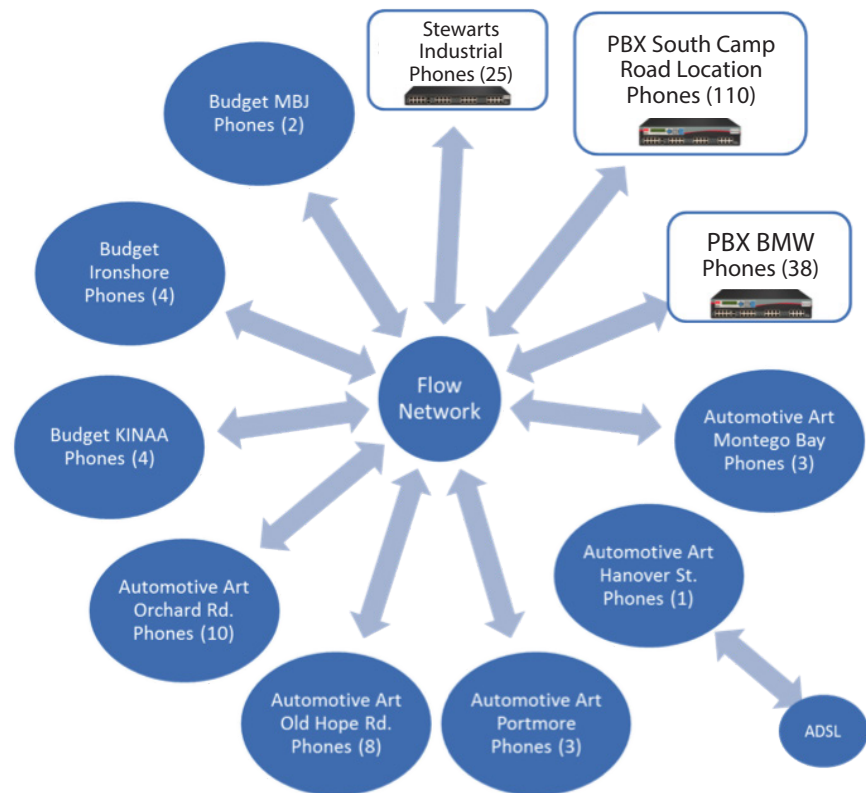 Stewarts
Industrial
Phones (25)
PBX South Camp
Road Location
Phones (110)
Budget MBJ
Phones (2)
PBX BMW
Phones (38)
Budget
Ironshore
Phones (4)
Flow
Network
Automotive Art
Montego Bay
Phones (3)
Budget KINAA
Phones (4)
Automotive Art
Hanover St.
Phones (1)
Automotive Art
Orchard Rd.
Phones (10)
Automotive Art
Old Hope Rd.
Phones (8)
Automotive Art
Portmore
Phones (3)
ADSL